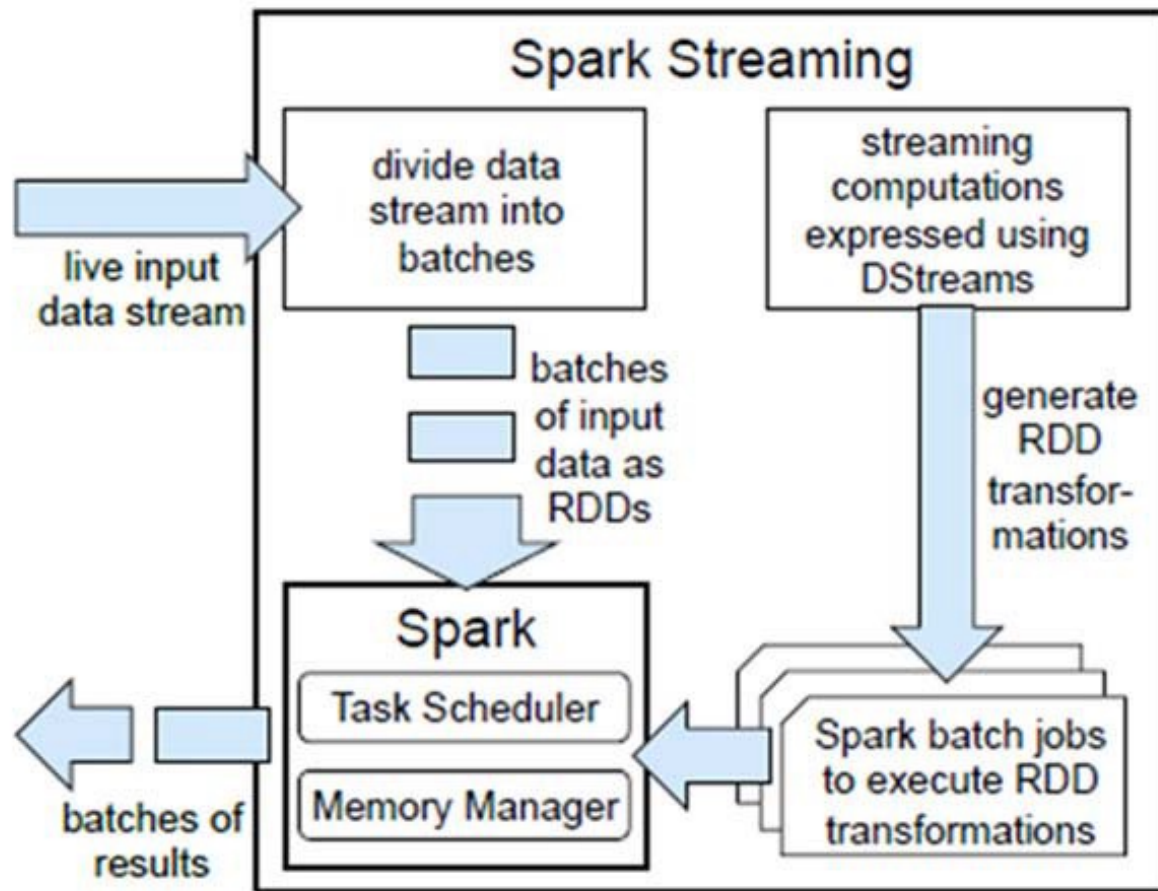 Spark Streaming
divide data
stream into
batches
streaming
computations
expressed using
DStreams
live input
data stream
batches
of input
data as
RDDs
generate
RDD
transfor-
mations
Spark
Task Scheduler
Memory Manager
Spark batch jobs
to execute RDD
transformations
batches of
results